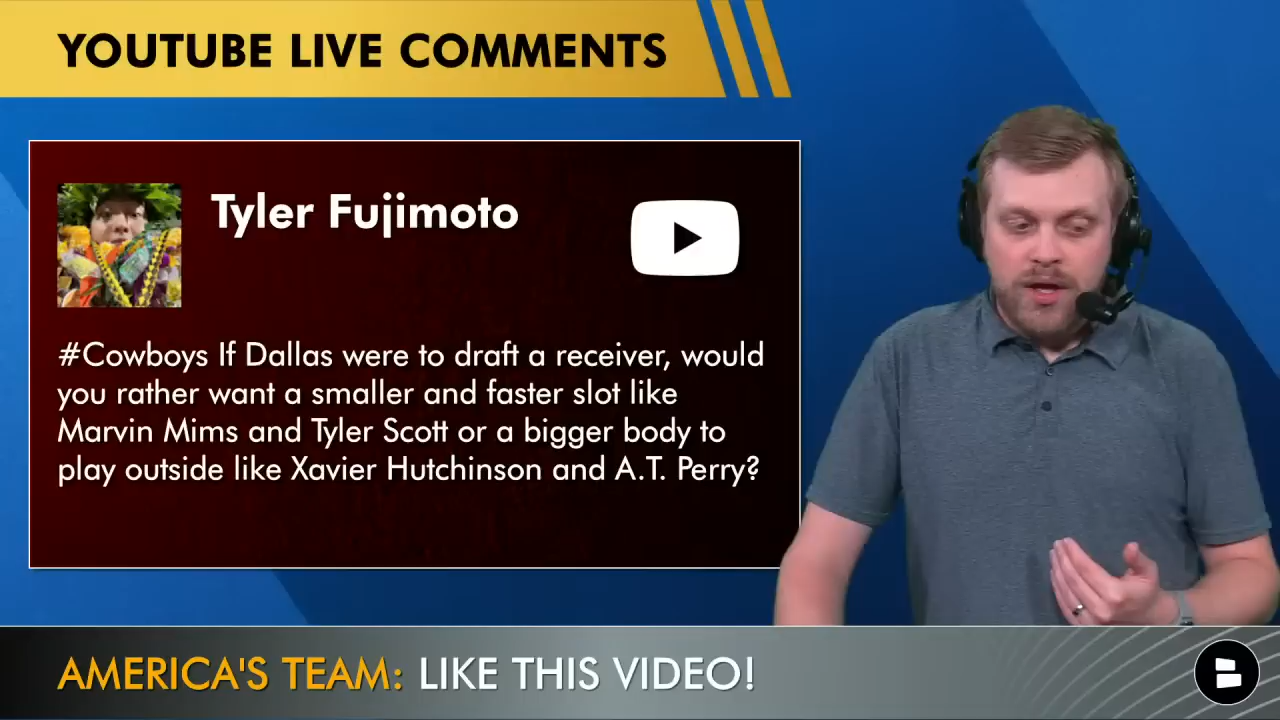 YOUTUBE LIVE COMMENTS
Tyler Fujimoto
#Cowboys If Dallas were to draft a receiver, would
you rather want a smaller and faster slot like
Marvin Mims and Tyler Scott or a bigger body to
play outside like Xavier Hutchinson and A.T. Perry?
AMERICA'S TEAM: LIKE THIS VIDEO!